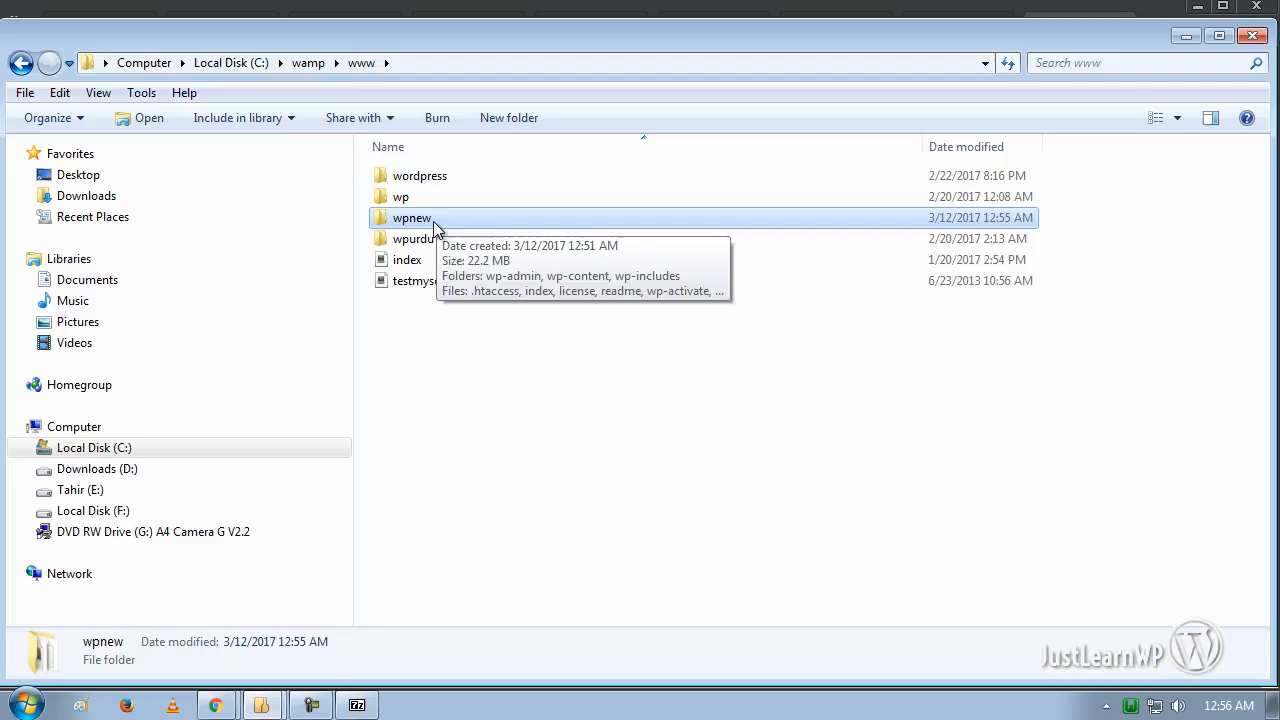 Computer
Local Disk (C:)
wamp
www
Search www
File Edit View Tools Help
Organize Open Include in library Share with Burn New folder
Favorites
Desktop
Downloads
Recent Places
Libraries
Documents
Music
Pictures
Videos
Homegroup
Computer
Local Disk (C:)
Downloads (D:)
Tahir (E:)
Local Disk (F:)
DVD RW Drive (G:) A4 Camera G V2.2
Network
Name Date modified
wordpress 2/22/2017 8:16 PM
wp 2/20/2017 12:08 AM
wpnew 3/12/2017 12:55 AM
wpurdu 2/20/2017 2:13 AM
index 1/20/2017 2:54 PM
testmys 6/23/2013 10:56 AM
Date created: 3/12/2017 12:51 AM
Size: 22.2 MB
Folders: wp-admin, wp-content, wp-includes
Files: .htaccess, index, license, readme, wp-activate, ...
wpnew Date modified: 3/12/2017 12:55 AM
File folder
JustLearnWP
W
7z
12:56 AM